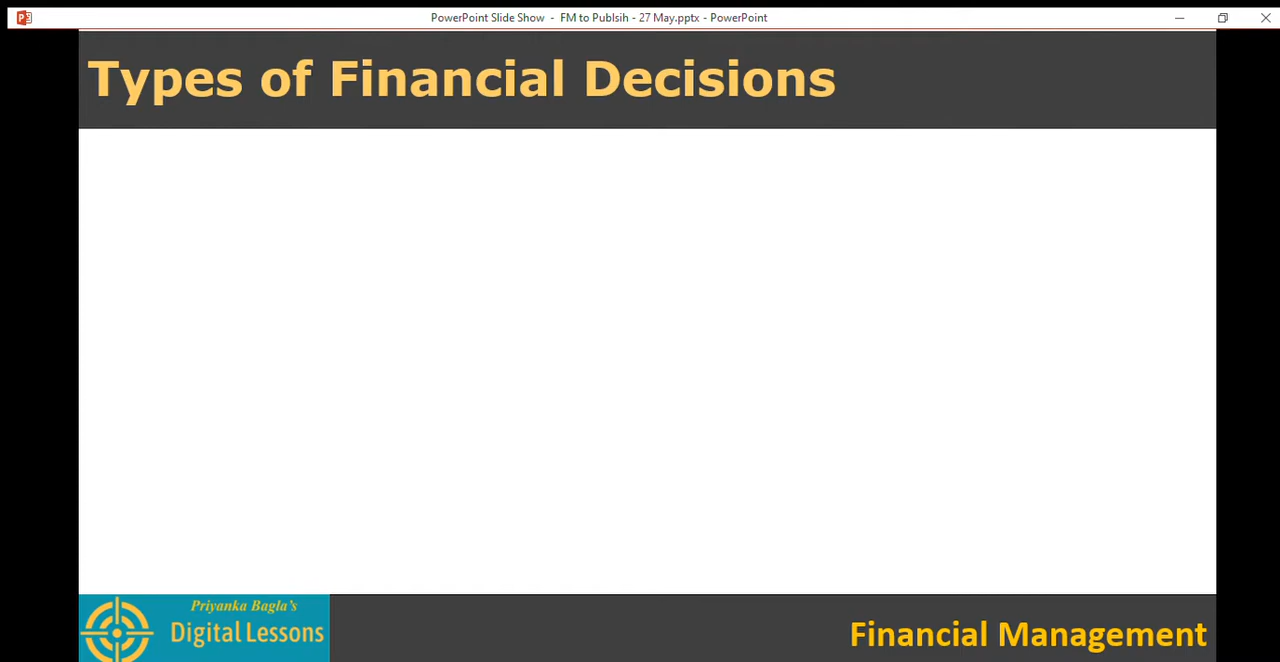 PowerPoint Slide Show - FM to Publsih - 27 May.pptx - PowerPoint
Types of Financial Decisions
Priyanka Bagla's
Digital Lessons
Financial Management